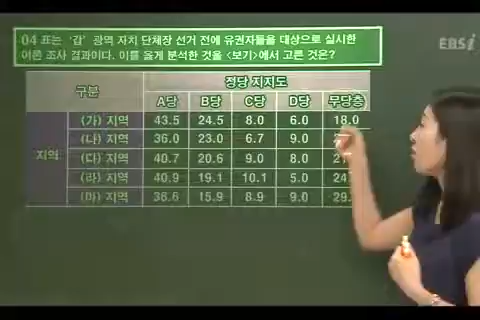 04 표는 '갑' 광역 자치 단체장 선거 전에 유권자들을 대상으로 실시한
여론 조사 결과이다. 이를 옳게 분석한 것을 <보기>에서 고른 것은?
EBSi
구분 정당 지지도
A당 B당 C당 D당 무당층
지역
(가) 지역 43.5 24.5 8.0 6.0 18.0
(나) 지역 36.0 23.0 6.7 9.0
(다) 지역 40.7 20.6 9.0 8.0
(라) 지역 40.9 19.1 10.1 5.0
(마) 지역 36.6 15.9 8.9 9.0